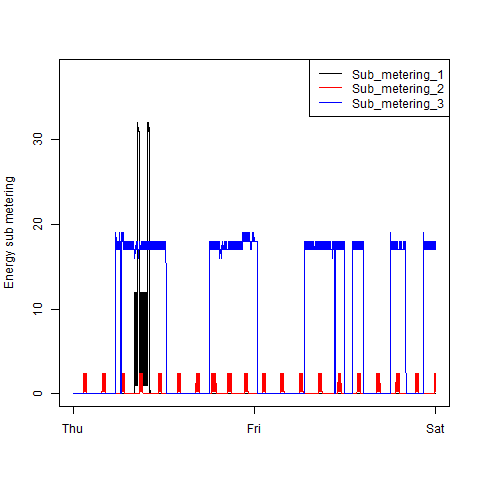 Sub_metering_1
Sub_metering_2
Sub_metering_3
Energy sub metering
30
20
10
0
Thu Fri Sat